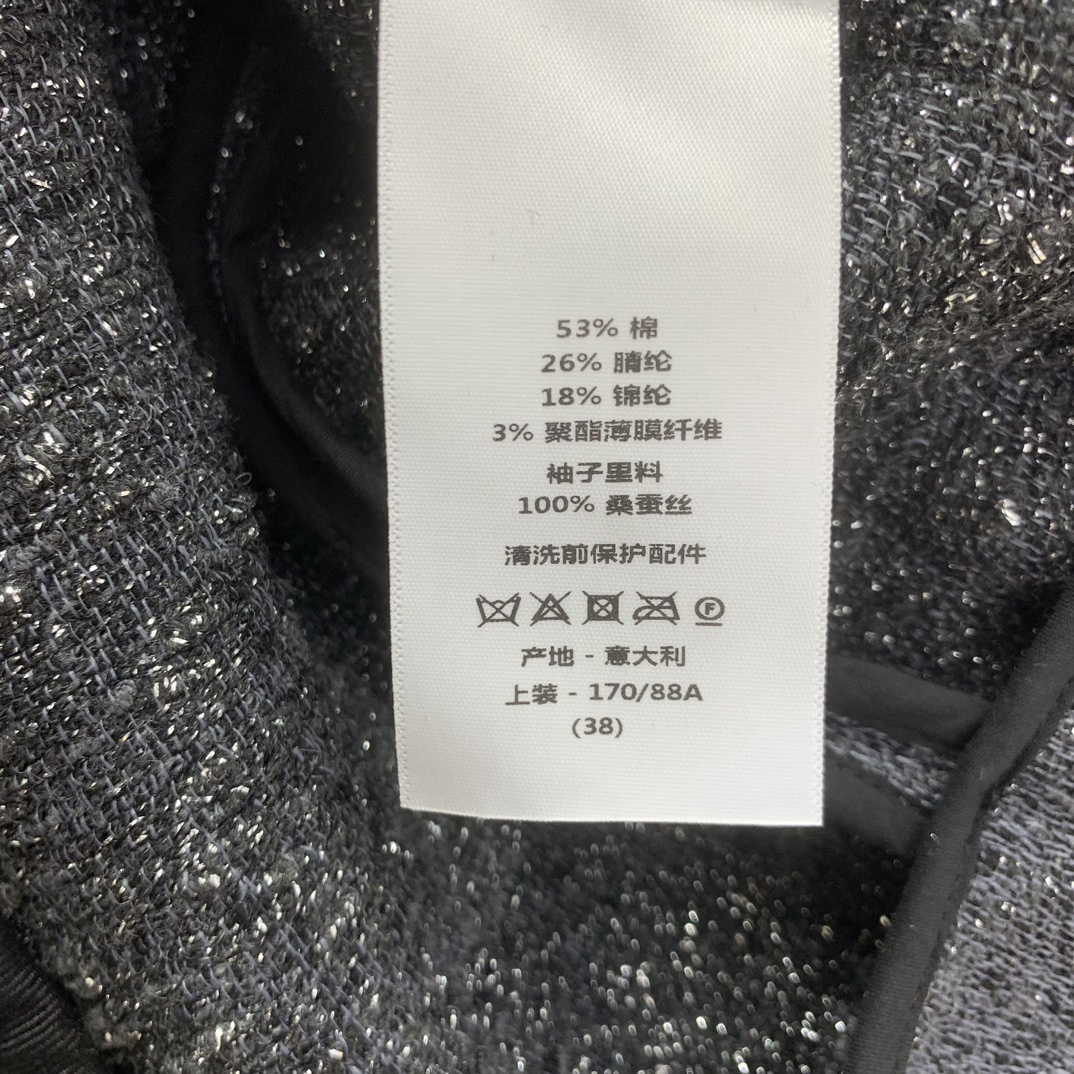 53% 棉
26% 腈纶
18% 锦纶
3% 聚酯薄膜纤维
袖子里料
100% 桑蚕丝
清洗前保护配件
F
产地 - 意大利
上装 - 170/88A
(38)